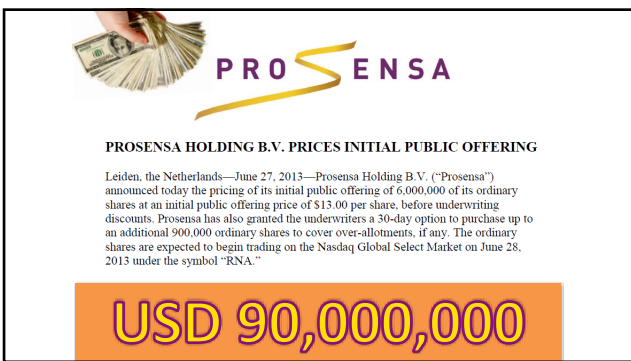 PROSENSA
PROSENSA HOLDING B.V. PRICES INITIAL PUBLIC OFFERING
Leiden, the Netherlands—June 27, 2013—Prosensa Holding B.V. (“Prosensa”)
announced today the pricing of its initial public offering of 6,000,000 of its ordinary
shares at an initial public offering price of $13.00 per share, before underwriting
discounts. Prosensa has also granted the underwriters a 30-day option to purchase up to
an additional 900,000 ordinary shares to cover over-allotments, if any. The ordinary
shares are expected to begin trading on the Nasdaq Global Select Market on June 28,
2013 under the symbol “RNA.”
USD 90,000,000